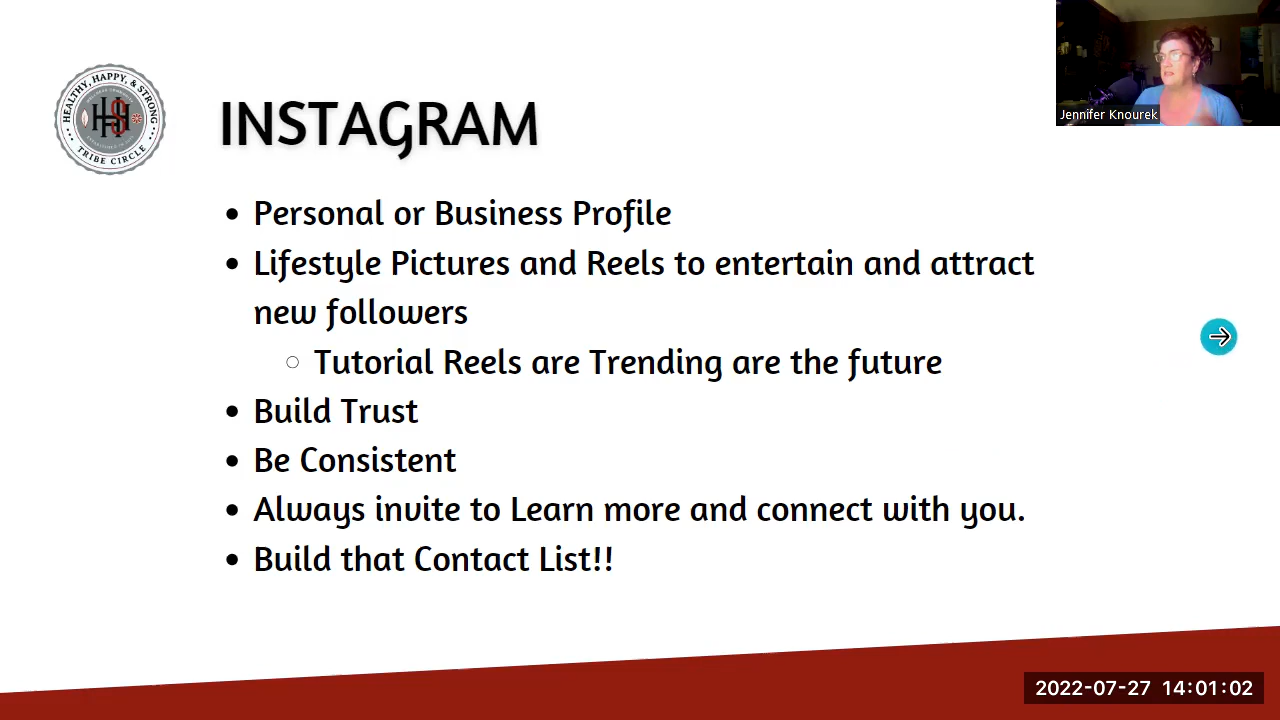 HEALTHY, HAPPY, & STRONG
HHS
TRIBE CIRCLE
INSTAGRAM
Jennifer Knourek
Personal or Business Profile
Lifestyle Pictures and Reels to entertain and attract
new followers
Tutorial Reels are Trending are the future
Build Trust
Be Consistent
Always invite to Learn more and connect with you.
Build that Contact List!!
2022-07-27 14:01:02